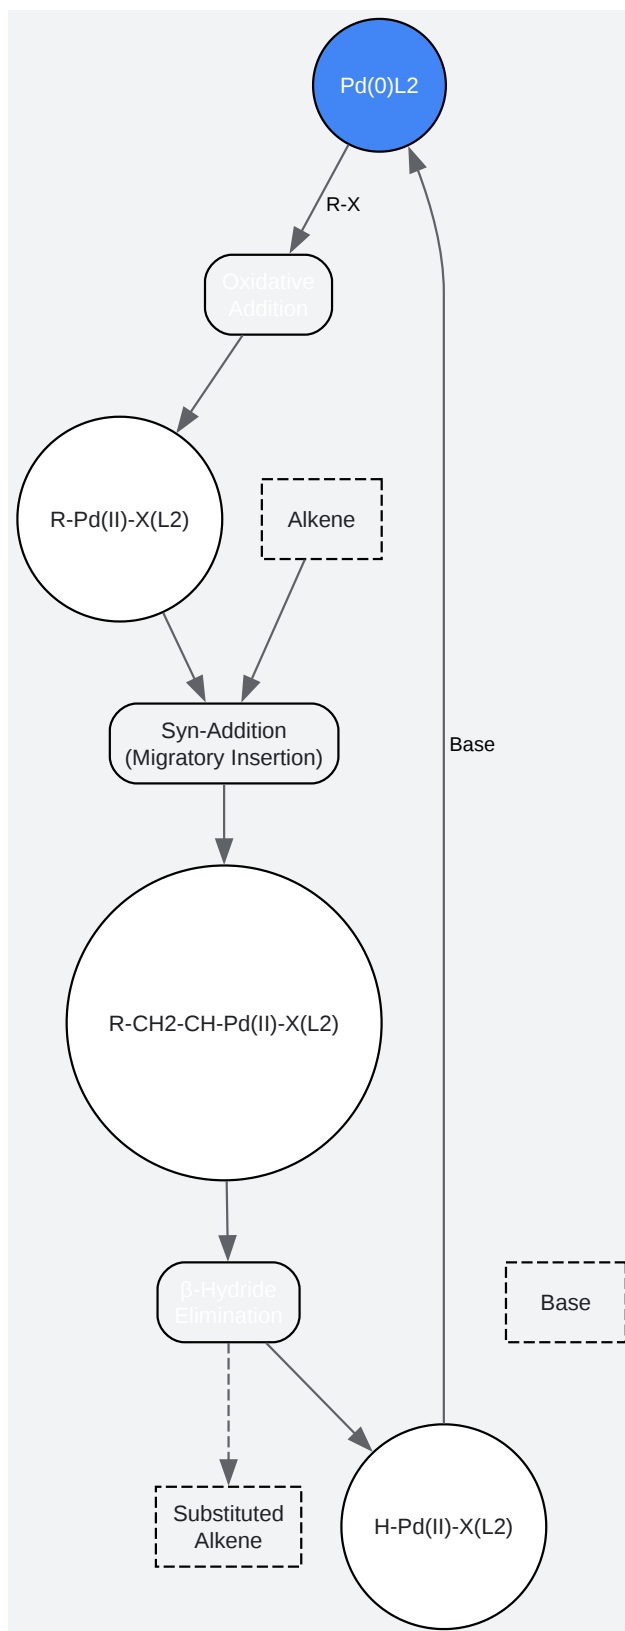 Pd(0)L2
R-X
Oxidative
Addition
R-Pd(II)-X(L2)
Alkene
Syn-Addition
(Migratory Insertion)
Base
R-CH2-CH-Pd(II)-X(L2)
β-Hydride
Elimination
Base
Substituted
Alkene
H-Pd(II)-X(L2)